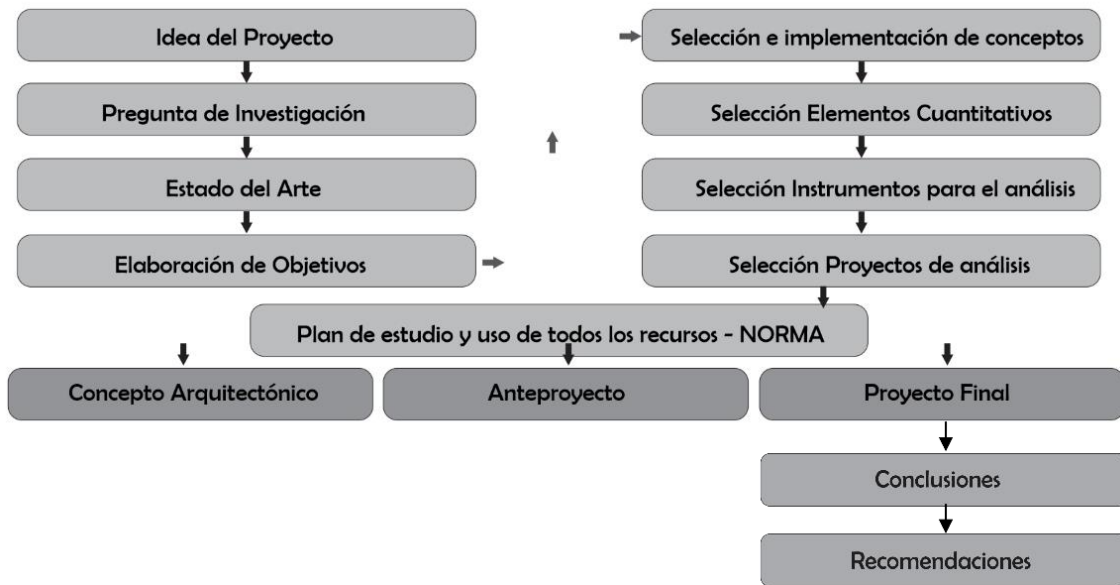 Idea del Proyecto
Pregunta de Investigación
Estado del Arte
Elaboración de Objetivos
Selección e implementación de conceptos
Selección Elementos Cuantitativos
Selección Instrumentos para el análisis
Selección Proyectos de análisis
Plan de estudio y uso de todos los recursos - NORMA
Concepto Arquitectónico
Anteproyecto
Proyecto Final
Conclusiones
Recomendaciones